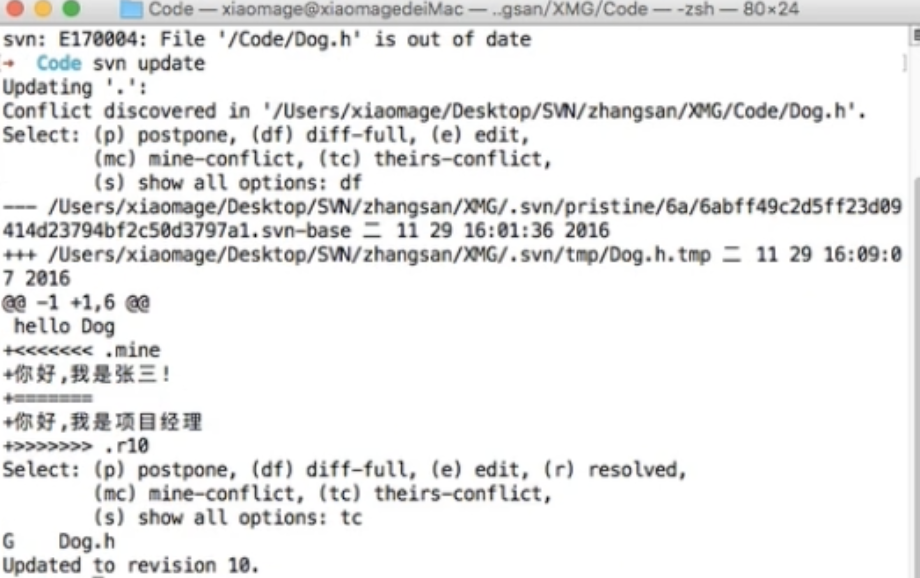 Code — xiaomage@xiaomagedeiMac — ..gsan/XMG/Code — -zsh — 80×24
svn: E170004: File '/Code/Dog.h' is out of date
→ Code svn update
Updating '.':
Conflict discovered in '/Users/xiaomage/Desktop/SVN/zhangsan/XMG/Code/Dog.h'.
Select: (p) postpone, (df) diff-full, (e) edit,
(mc) mine-conflict, (tc) theirs-conflict,
(s) show all options: df
--- /Users/xiaomage/Desktop/SVN/zhangsan/XMG/.svn/pristine/6a/6abff49c2d5ff23d09
414d23794bf2c50d3797a1.svn-base 二 11 29 16:01:36 2016
+++ /Users/xiaomage/Desktop/SVN/zhangsan/XMG/.svn/tmp/Dog.h.tmp 二 11 29 16:09:0
7 2016
@@ -1 +1,6 @@
hello Dog
+<<<<<<< .mine
+你好,我是张三!
+=======
+你好,我是项目经理
+>>>>>>> .r10
Select: (p) postpone, (df) diff-full, (e) edit, (r) resolved,
(mc) mine-conflict, (tc) theirs-conflict,
(s) show all options: tc
G Dog.h
Updated to revision 10.